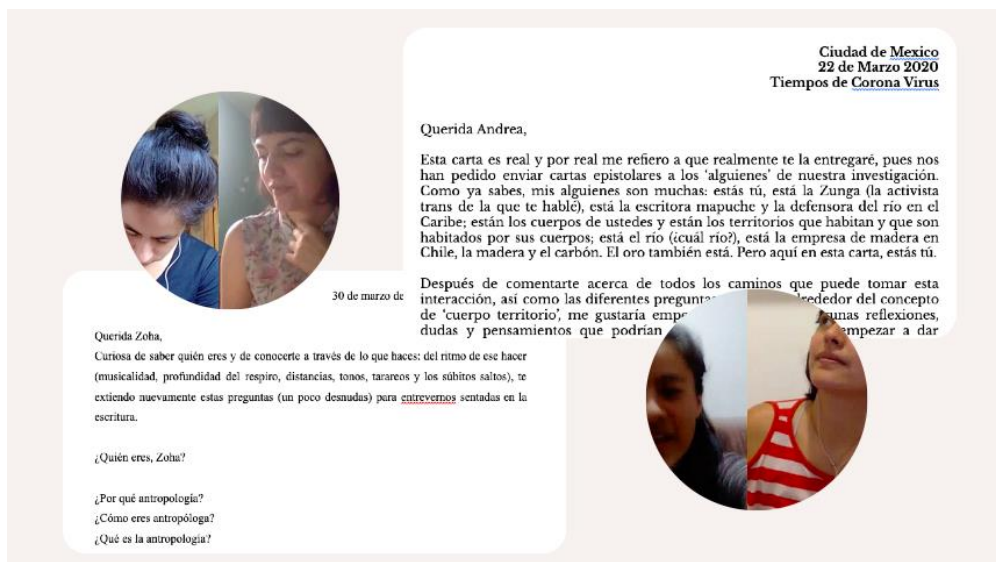 Ciudad de Mexico
22 de Marzo 2020
Tiempos de Corona Virus
Querida Andrea,
Esta carta es real y por real me refiero a que realmente te la entregaré, pues nos
han pedido enviar cartas epistolares a los ‘alguienes’ de nuestra investigación.
Como ya sabes, mis alguienes son muchas: estás tú, está la Zunga (la activista
trans de la que te hablé), está la escritora mapuche y la defensora del río en el
Caribe; están los cuerpos de ustedes y están los territorios que habitan y que son
habitados por sus cuerpos; está el río (¿cuál río?), está la empresa de madera en
Chile, la madera y el carbón. El oro también está. Pero aquí en esta carta, estás tú.
Después de comentarte acerca de todos los caminos que puede tomar esta
interacción, así como las diferentes del concepto
de ‘cuerpo territorio’, me gustaría reflexiones,
dudas y pensamientos que podrían empezar a dar
30 de marzo de
Querida Zoha,
Curiosa de saber quién eres y de conocerte a través de lo que haces: del ritmo de ese hacer
(musicalidad, profundidad del respiro, distancias, tonos, tarareos y los súbitos saltos), te
extiendo nuevamente estas preguntas (un poco desnudas) para entrevernos sentadas en la
escritura.
¿Quién eres, Zoha?
¿Por qué antropología?
¿Cómo eres antropóloga?
¿Qué es la antropología?